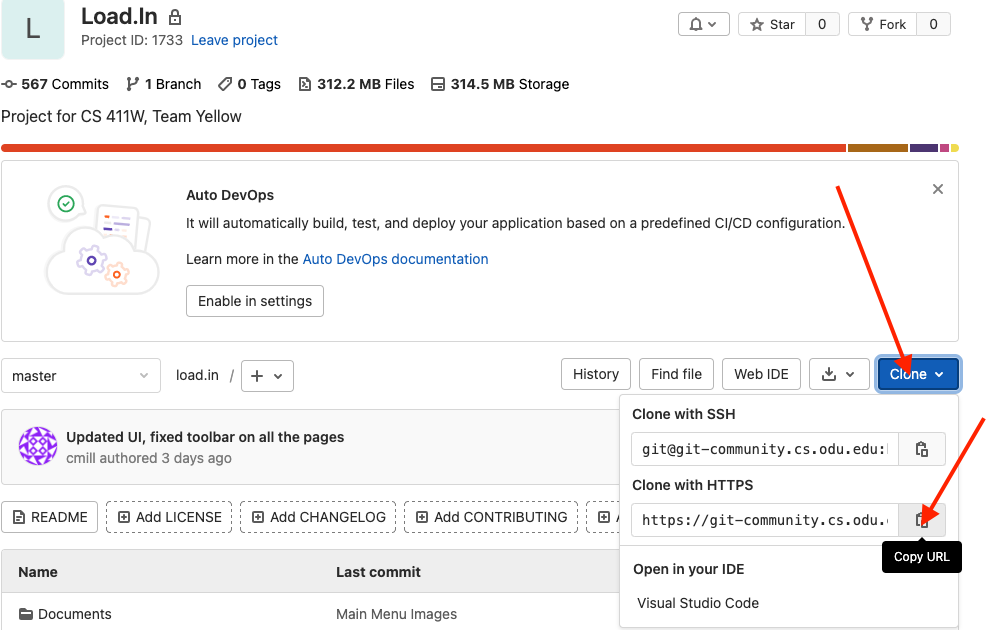 L
Load.In
Project ID: 1733 Leave project
Star 0
Fork 0
567 Commits 1 Branch 0 Tags 312.2 MB Files 314.5 MB Storage
Project for CS 411W, Team Yellow
Auto DevOps
It will automatically build, test, and deploy your application based on a predefined CI/CD configuration.
Learn more in the Auto DevOps documentation
Enable in settings
master
load.in /
History
Find file
Web IDE
Clone
Updated UI, fixed toolbar on all the pages
cmill authored 3 days ago
Clone with SSH
git@git-community.cs.odu.edu:
Clone with HTTPS
https://git-community.cs.odu.
Copy URL
Open in your IDE
Visual Studio Code
README
Add LICENSE
Add CHANGELOG
Add CONTRIBUTING
Name Last commit
Documents Main Menu Images